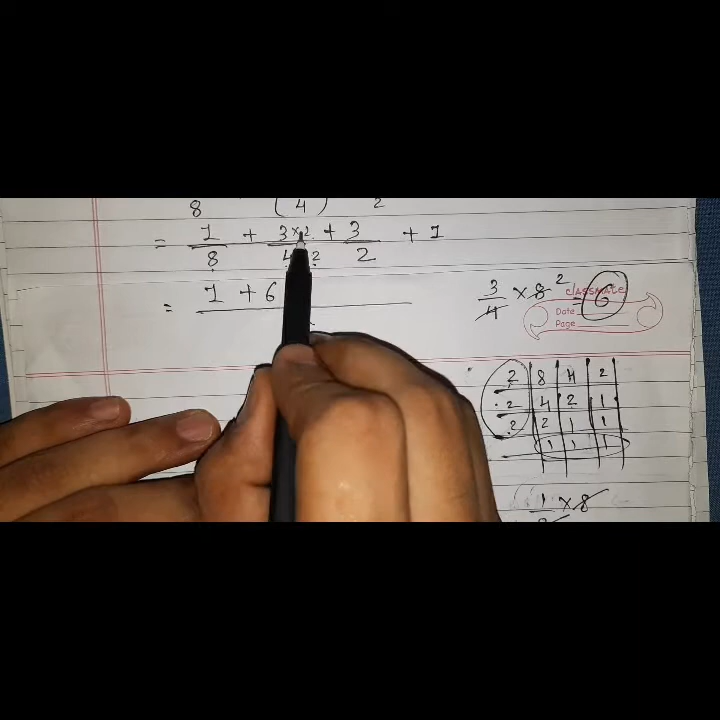 8 ( 4 ) 2
= 1/8 + 3×2/4×2 + 3/2 + 1
= 1 + 6
3/4 × 8 2 = 6
CLASSMATE
Date
Page
2 8 4 2
2 4 2 1
2 2 1 1
1 1 1
1 × 8